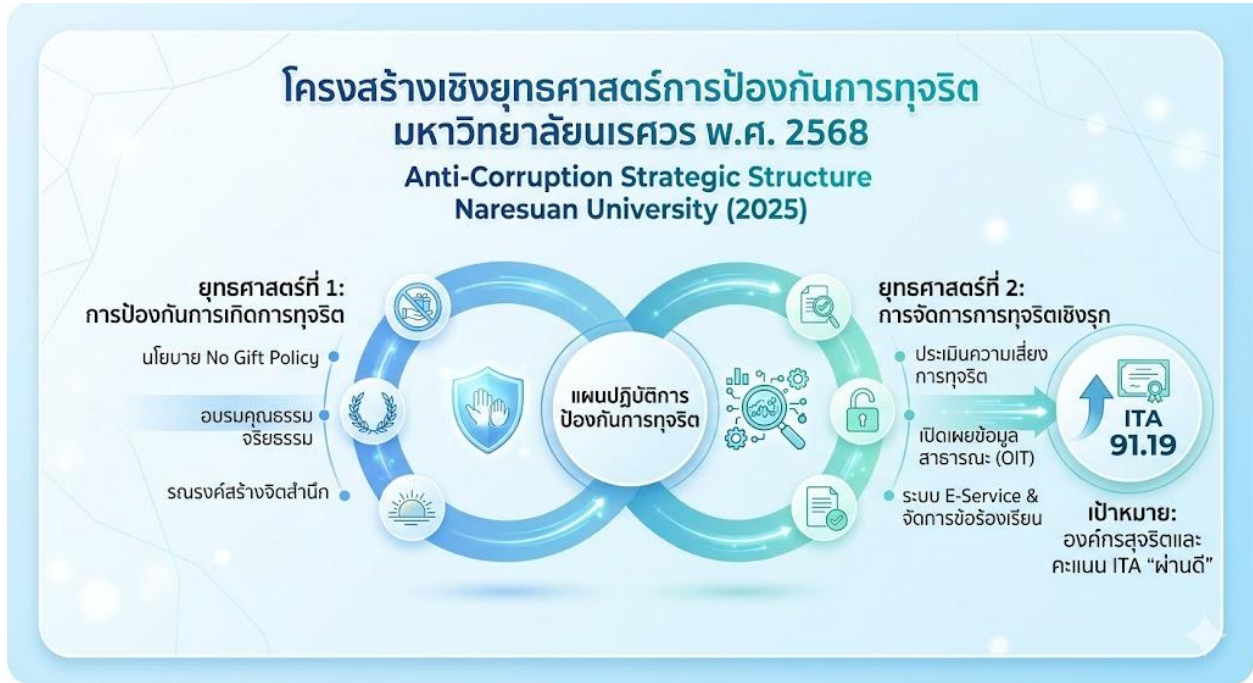 โครงสร้างเชิงยุทธศาสตร์การป้องกันการทุจริต
มหาวิทยาลัยนเรศวร พ.ศ. 2568
Anti-Corruption Strategic Structure
Naresuan University (2025)
ยุทธศาสตร์ที่ 1:
การป้องกันการเกิดการทุจริต
นโยบาย No Gift Policy
อบรมคุณธรรม
จริยธรรม
รณรงค์สร้างจิตสำนึก
แผนปฏิบัติการ
ป้องกันการทุจริต
ยุทธศาสตร์ที่ 2:
การจัดการการทุจริตเชิงรุก
ประเมินความเสี่ยง
การทุจริต
เปิดเผยข้อมูล
สาธารณะ (OIT)
ระบบ E-Service &
จัดการข้อร้องเรียน
ITA
91.19
เป้าหมาย:
องค์กรสุจริตและ
คะแนน ITA “ผ่านดี”